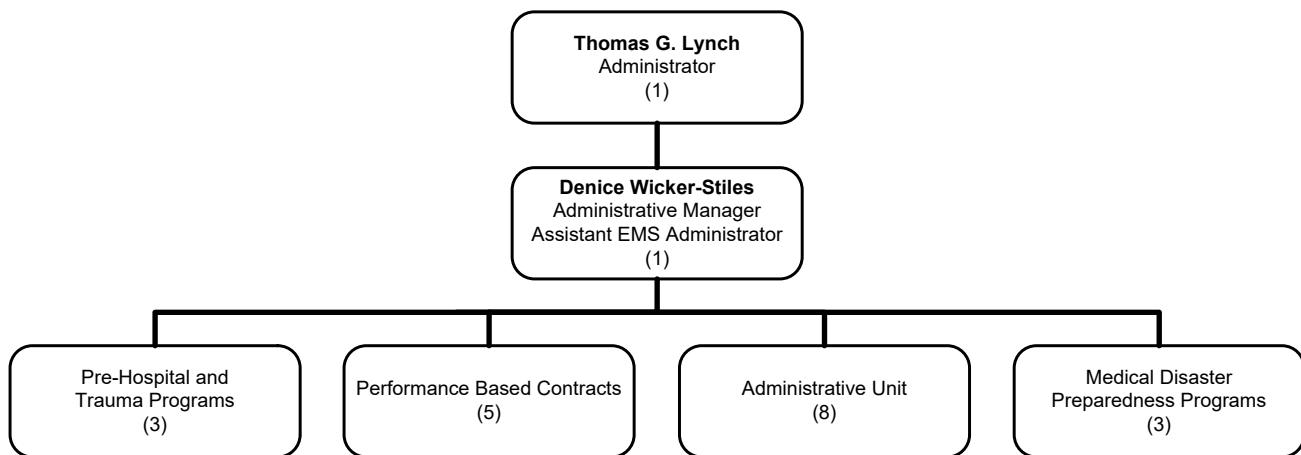 Thomas G. Lynch
Administrator
(1)
Denice Wicker-Stiles
Administrative Manager
Assistant EMS Administrator
(1)
Pre-Hospital and
Trauma Programs
(3)
Performance Based Contracts
(5)
Administrative Unit
(8)
Medical Disaster
Preparedness Programs
(3)